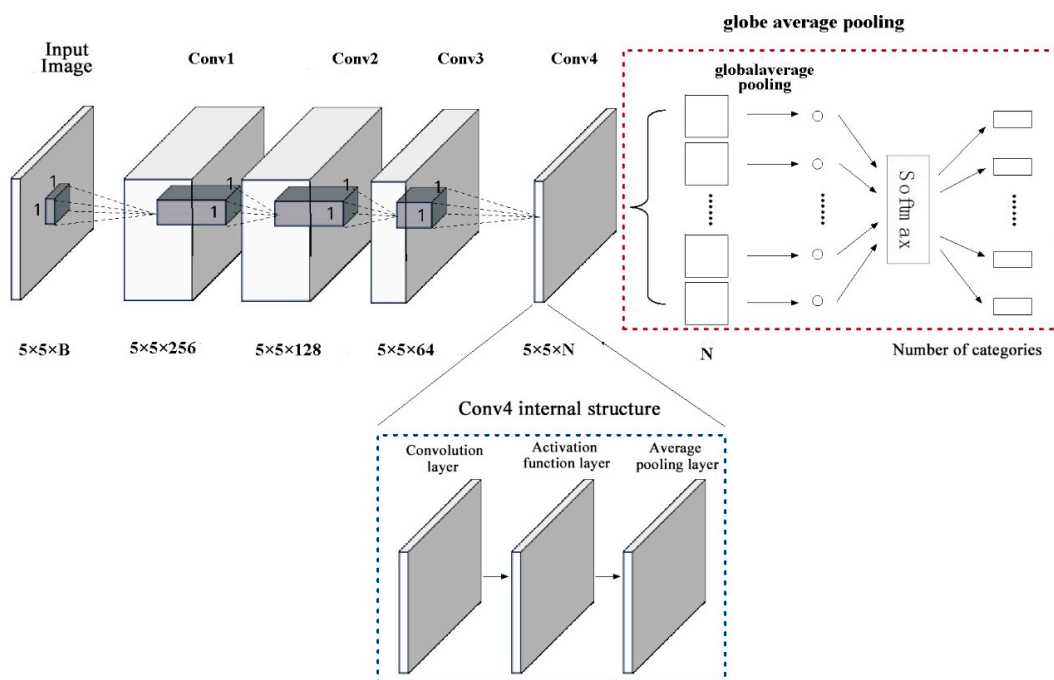 globe average pooling
Input
Image
Conv1
Conv2
Conv3
Conv4
globalaverage
pooling
1
1
1
1
1
1
1
1
Softmax
5×5×B
5×5×256
5×5×128
5×5×64
5×5×N
N
Number of categories
Conv4 internal structure
Convolution
layer
Activation
function layer
Average
pooling layer